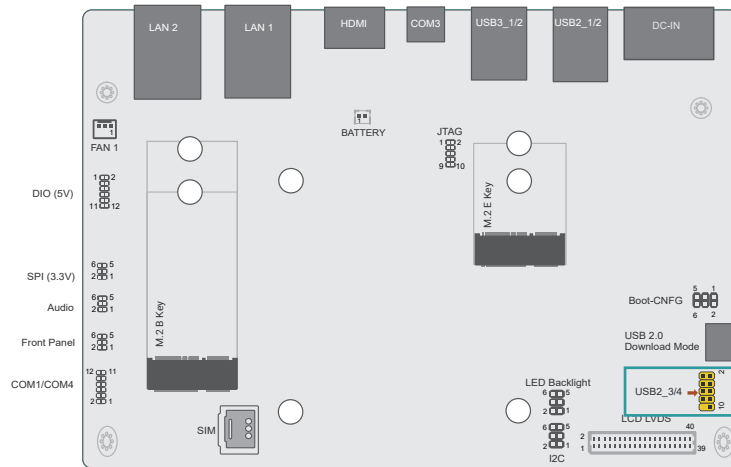 LAN 2
LAN 1
HDMI
COM3
USB3_1/2
USB2_1/2
DC-IN
1
BATTERY
1
FAN 1
JTAG
1 2
9 10
DIO (5V)
1 2
11 12
M.2 B Key
M.2 E Key
SPI (3.3V)
6 5
2 1
Audio
6 5
2 1
Front Panel
6 5
2 1
COM1/COM4
12 11
2 1
SIM
Boot-CNFG
5 1
6 2
USB 2.0
Download Mode
USB2_3/4
2
10
LED Backlight
6 5
2 1
6 5
2 1
I2C
LCD LVDS
2 40
1 39